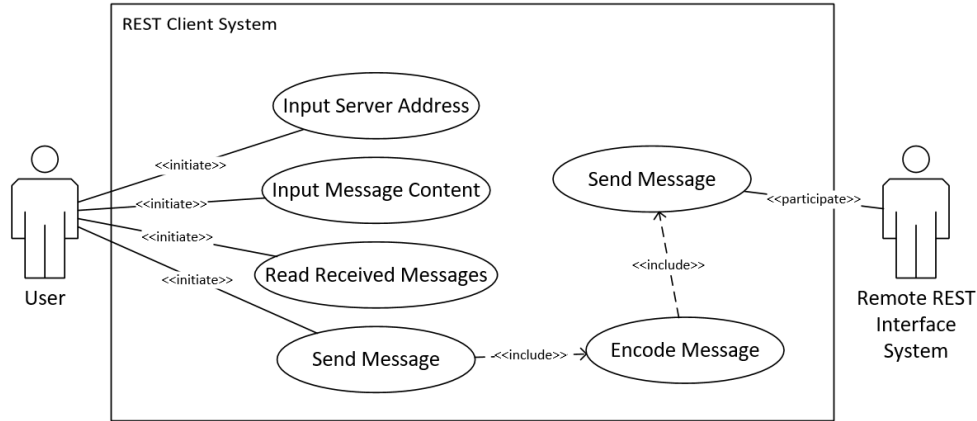 REST Client System
Input Server Address
<<initiate>>
Input Message Content
<<initiate>>
Read Received Messages
<<initiate>>
Send Message
<<initiate>>
User
<<include>>
Encode Message
<<include>>
Send Message
<<participate>>
Remote REST
Interface
System